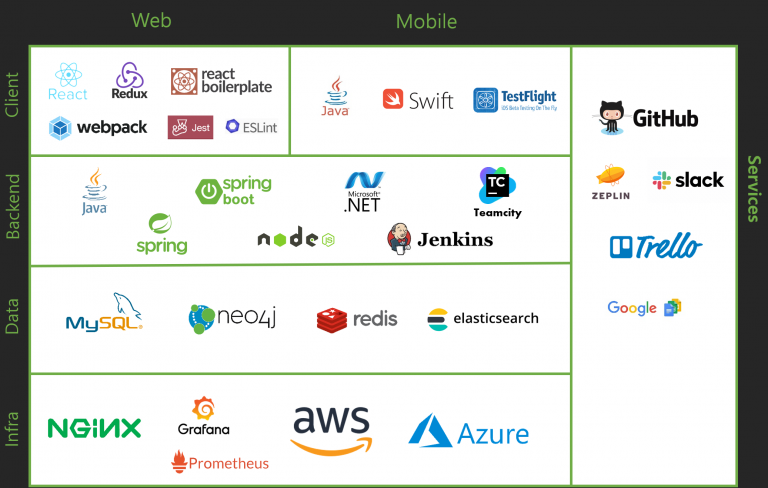 Web
Mobile
Client
React
Redux
react
boilerplate
webpack
Jest
ESLint
Java
Swift
TestFlight
iOS Beta Testing On The Fly
Backend
Java
spring
boot
Microsoft®
.NET
TC
Teamcity
spring
node
JS
Jenkins
Data
MySQL®
neo4j
redis
elasticsearch
Infra
NGINX
Grafana
Prometheus
aws
Azure
Services
GitHub
ZEPLIN
slack
Trello
Google